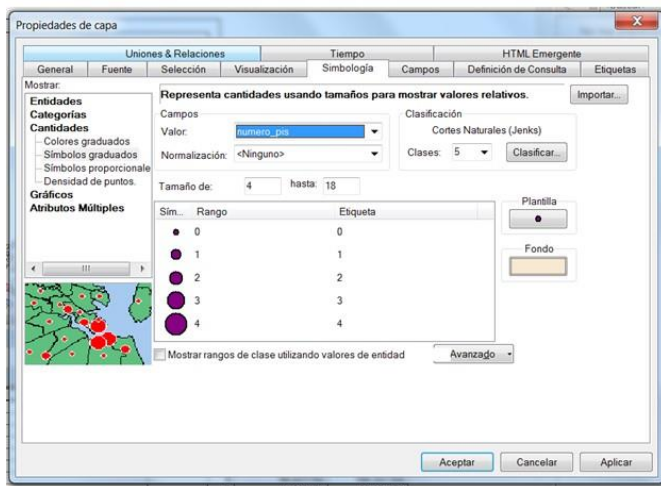 Propiedades de capa
Uniones & Relaciones Tiempo HTML Emergente
General Fuente Selección Visualización Simbología Campos Definición de Consulta Etiquetas
Mostrar:
Entidades
Categorías
Cantidades
Colores graduados
Símbolos graduados
Símbolos proporcionale
Densidad de puntos.
Gráficos
Atributos Múltiples
Representa cantidades usando tamaños para mostrar valores relativos.
Importar...
Campos
Valor: numero_pis
Normalización: <Ninguno>
Clasificación
Cortes Naturales (Jenks)
Clases: 5 Clasificar...
Tamaño de: 4 hasta: 18
Sím... Rango Etiqueta
0 0
1 1
2 2
3 3
4 4
Plantilla
Fondo
Mostrar rangos de clase utilizando valores de entidad
Avanzado
Aceptar Cancelar Aplicar